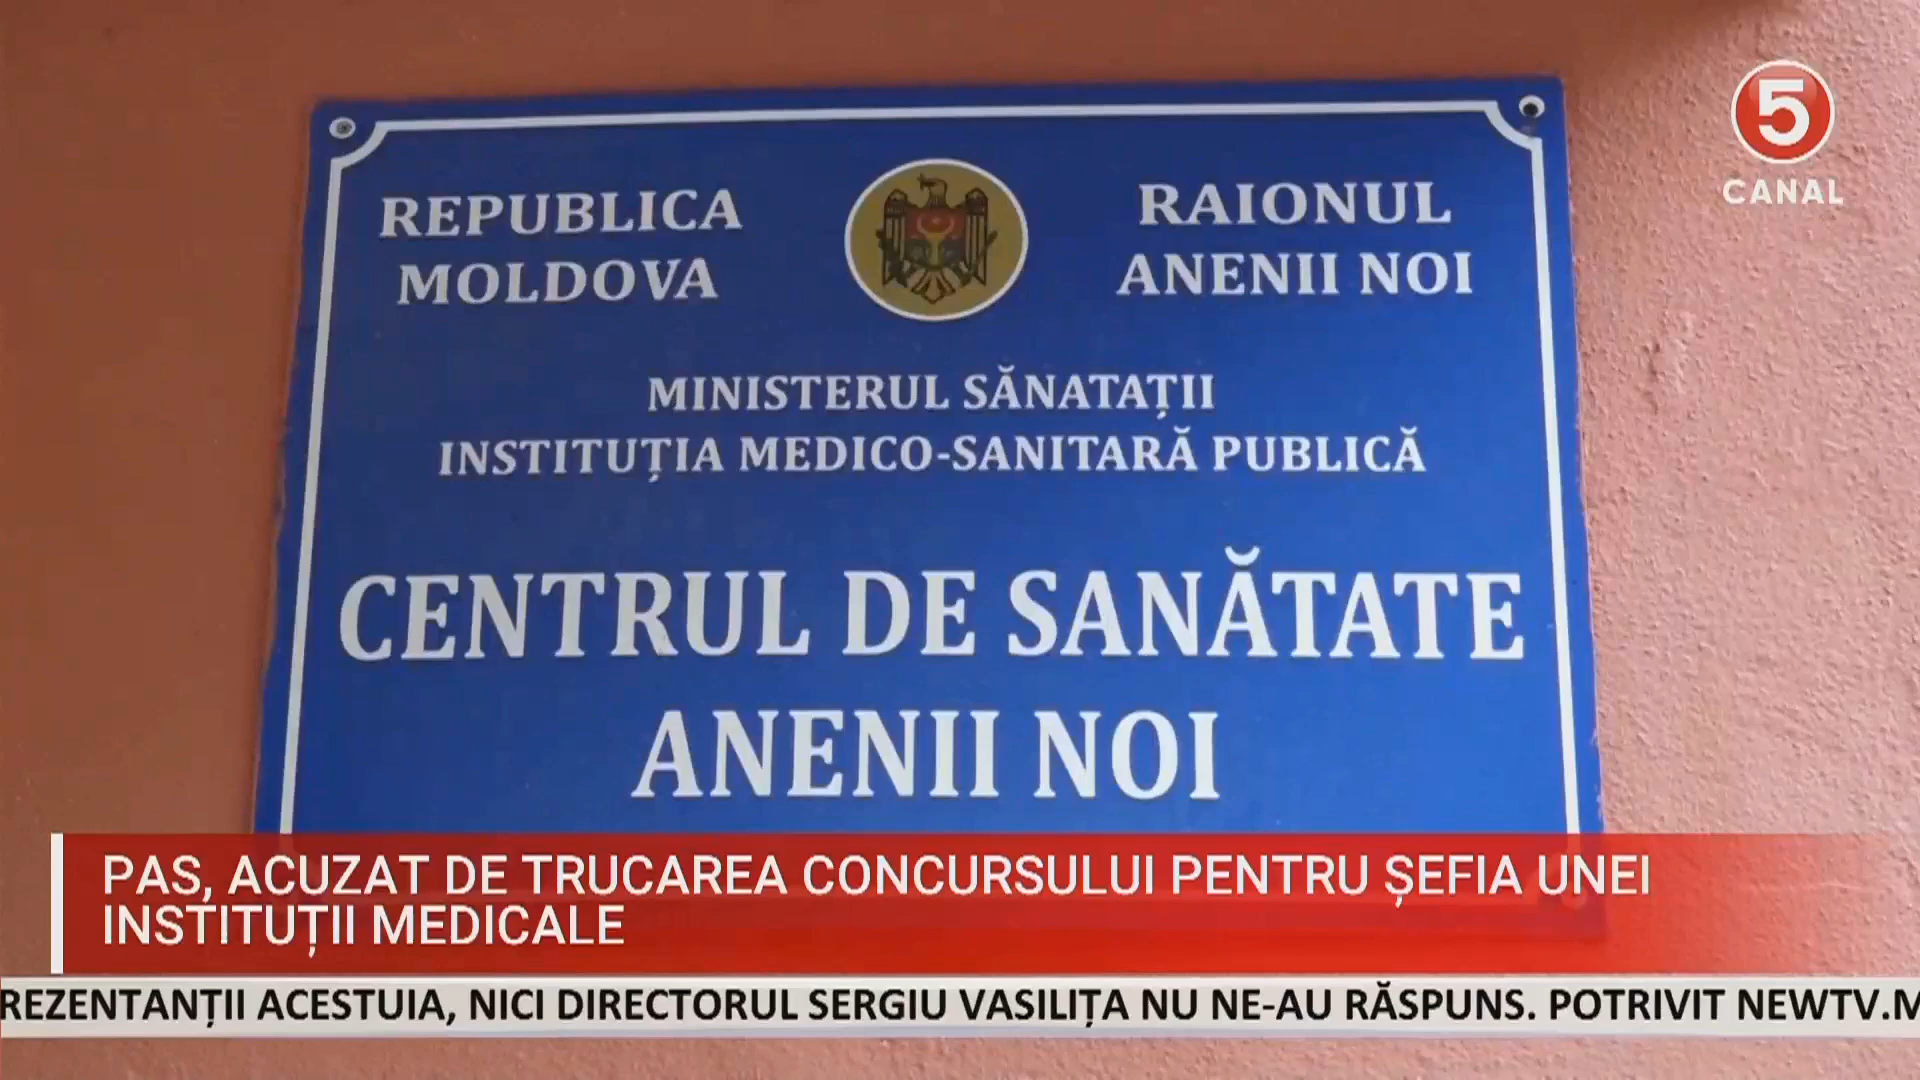 5
CANAL
REPUBLICA
MOLDOVA
RAIONUL
ANENII NOI
MINISTERUL SĂNATAȚII
INSTITUȚIA MEDICO-SANITARĂ PUBLICĂ
CENTRUL DE SANĂTATE
ANENII NOI
PAS, ACUZAT DE TRUCAREA CONCURSULUI PENTRU ȘEFIA UNEI
INSTITUȚII MEDICALE
REZENTANȚII ACESTUIA, NICI DIRECTORUL SERGIU VASILIȚA NU NE-AU RĂSPUNS. POTRIVIT NEWTV.M